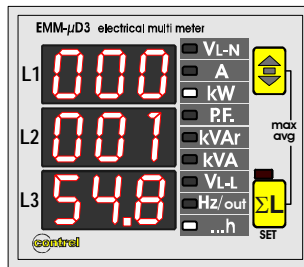 EMM-µD3 electrical multi meter
L1 000
L2 001
L3 54.8
VL-N
A
kW
P.F.
kVAr
kVA
VL-L
Hz/out
...h
max
avg
ΣL
SET
contrel